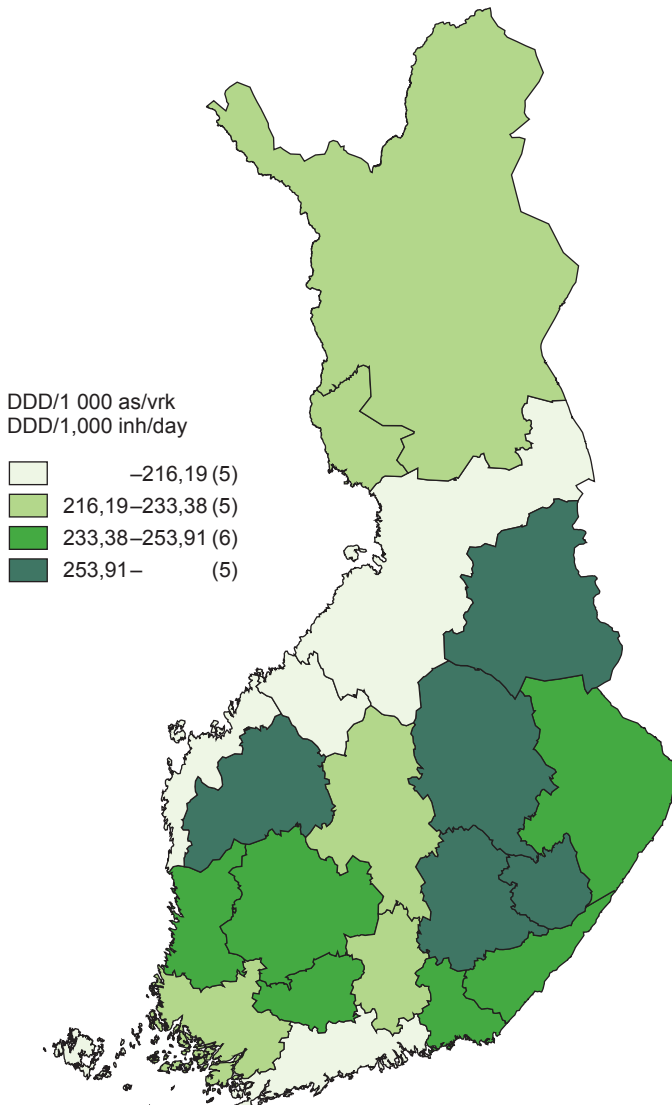 DDD/1 000 as/vrk
DDD/1,000 inh/day
–216,19 (5)
216,19–233,38 (5)
233,38–253,91 (6)
253,91– (5)